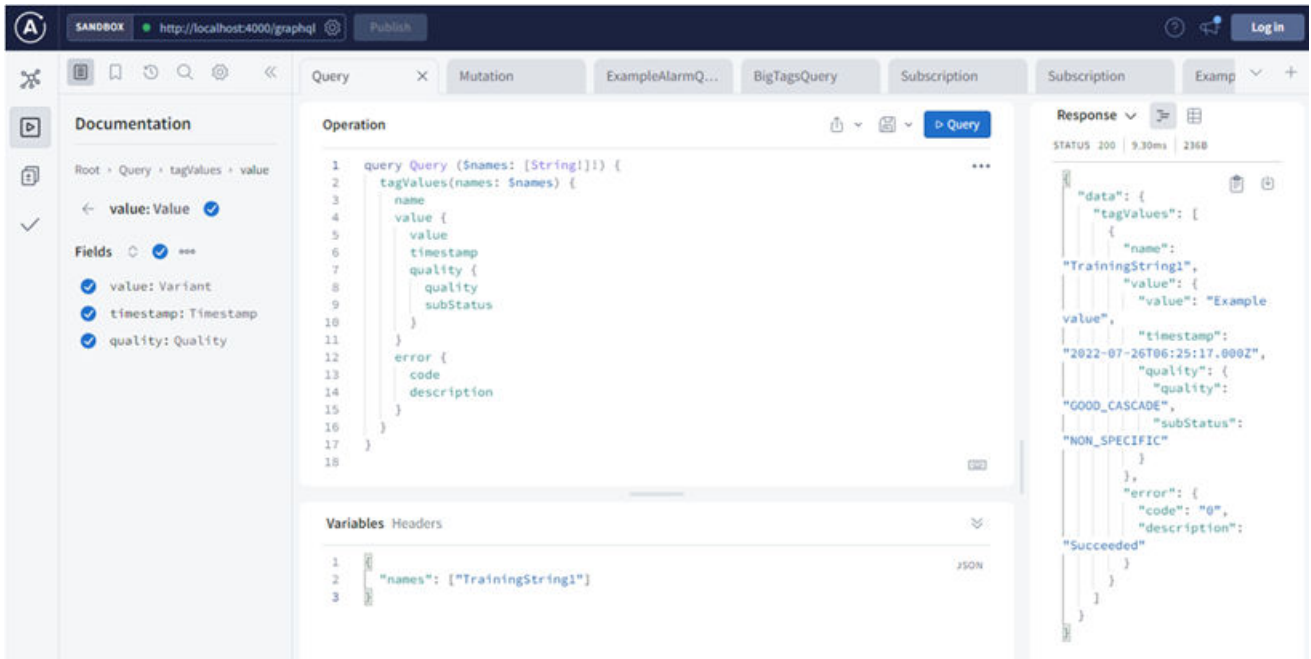 A SANDBOX http://localhost:4000/graphql Publish Log in
Query Mutation ExampleAlarmQ... BigTagsQuery Subscription Subscription Examp
Documentation
Root › Query › tagValues › value
value: Value
Fields
value: Variant
timestamp: Timestamp
quality: Quality
Operation
Query
1 query Query ($names: [String!]!) {
2 tagValues(names: $names) {
3 name
4 value {
5 value
6 timestamp
7 quality {
8 quality
9 subStatus
10 }
11 }
12 error {
13 code
14 description
15 }
16 }
17 }
18
Variables Headers
JSON
1 {
2 "names": ["TrainingString1"]
3 }
Response
STATUS 200 9.30ms 236B
{
"data": {
"tagValues": [
{
"name":
"TrainingString1",
"value": {
"value": "Example
value",
"timestamp":
"2022-07-26T06:25:17.000Z",
"quality": {
"quality":
"GOOD_CASCADE",
"subStatus":
"NON_SPECIFIC"
}
},
"error": {
"code": "0",
"description":
"Succeeded"
}
}
]
}
}